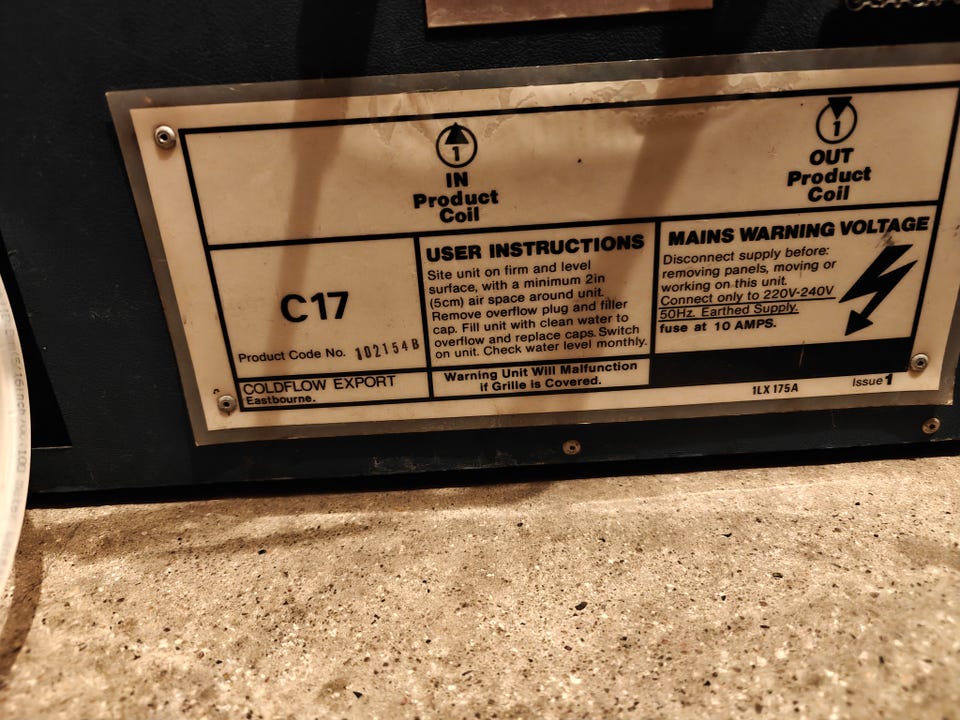 1
IN
Product
Coil
1
OUT
Product
Coil
C17
Product Code No. 102154B
COLDFLOW EXPORT
Eastbourne.
USER INSTRUCTIONS
Site unit on firm and level
surface, with a minimum 2in
(5cm) air space around unit.
Remove overflow plug and filler
cap. Fill unit with clean water to
overflow and replace caps. Switch
on unit. Check water level monthly.
Warning Unit Will Malfunction
if Grille is Covered.
MAINS WARNING VOLTAGE
Disconnect supply before:
removing panels, moving or
working on this unit.
Connect only to 220V-240V
50Hz. Earthed Supply.
fuse at 10 AMPS.
1LX 175A
Issue 1